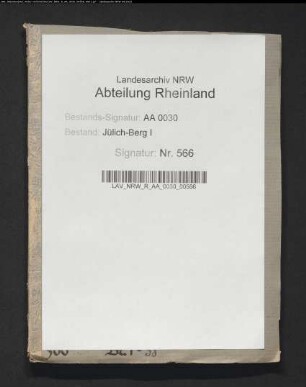 Landesarchiv NRW
Abteilung Rheinland
Bestands-Signatur: AA 0030
Bestand: Jülich-Berg I
Signatur: Nr. 566
LAV_NRW_R_AA_0030_00566